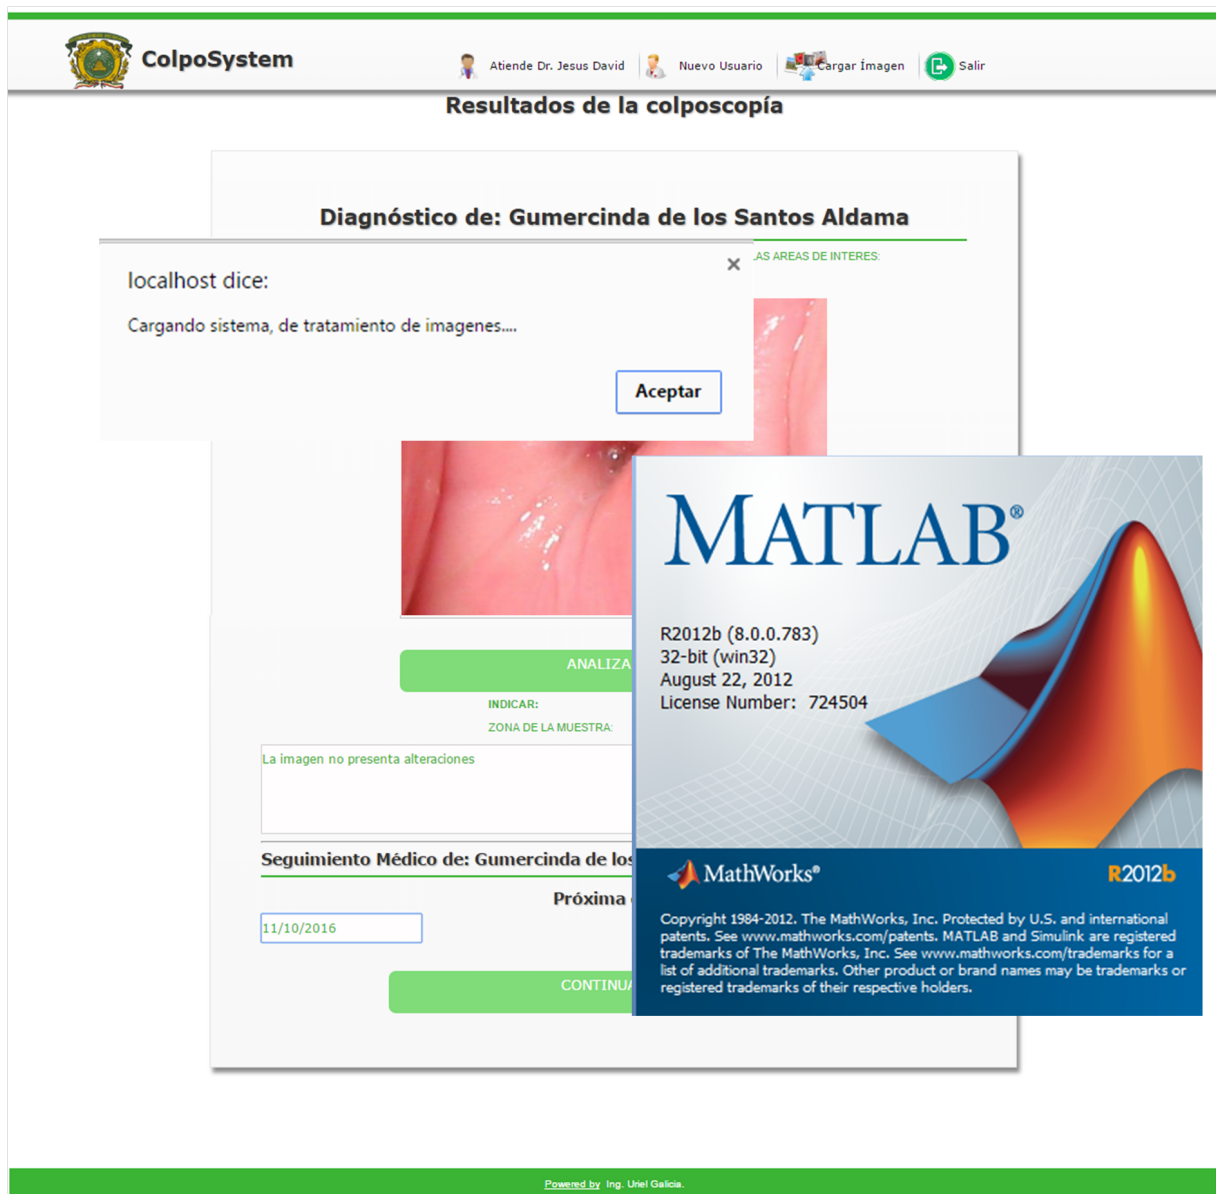 ColpoSystem
Atiende Dr. Jesus David
Nuevo Usuario
Cargar Ímagen
Salir
Resultados de la colposcopía
Diagnóstico de: Gumercinda de los Santos Aldama
AS AREAS DE INTERES:
localhost dice:
Cargando sistema, de tratamiento de imagenes....
Aceptar
MATLAB®
R2012b (8.0.0.783)
32-bit (win32)
August 22, 2012
License Number: 724504
ANALIZA
INDICAR:
ZONA DE LA MUESTRA:
La imagen no presenta alteraciones
Seguimiento Médico de: Gumercinda de los
Próxima
11/10/2016
CONTINUA
MathWorks®
R2012b
Copyright 1984-2012. The MathWorks, Inc. Protected by U.S. and international
patents. See www.mathworks.com/patents. MATLAB and Simulink are registered
trademarks of The MathWorks, Inc. See www.mathworks.com/trademarks for a
list of additional trademarks. Other product or brand names may be trademarks or
registered trademarks of their respective holders.
Powered by Ing. Uriel Galicia.